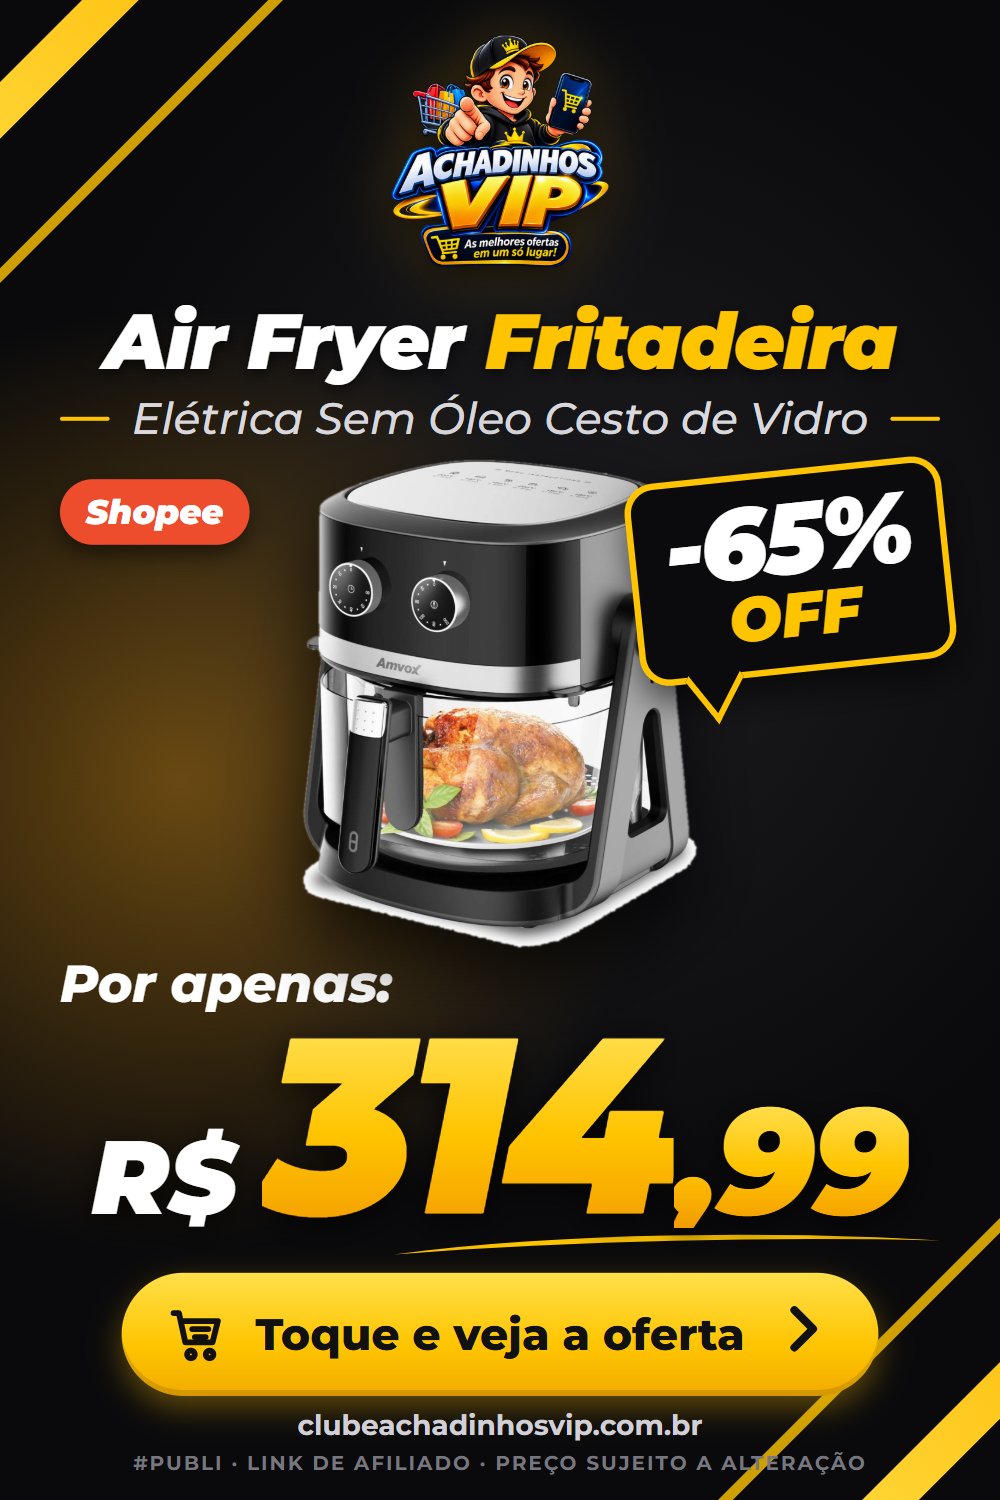 ACHADINHOS
VIP
As melhores ofertas
em um só lugar!
Air Fryer Fritadeira
Elétrica Sem Óleo Cesto de Vidro
Shopee
-65%
OFF
Amvox
Por apenas:
R$ 314,99
Toque e veja a oferta
clubeachadinhosvip.com.br
#PUBLI · LINK DE AFILIADO · PREÇO SUJEITO A ALTERAÇÃO